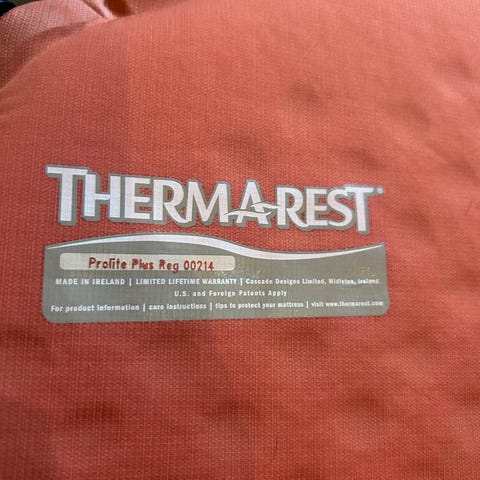 THERMAREST®
Prolite Plus Reg 00214
MADE IN IRELAND | LIMITED LIFETIME WARRANTY | Cascade Designs Limited, Midleton, Ireland
U.S. and Foreign Patents Apply
For product information | care instructions | tips to protect your mattress | visit www.thermarest.com